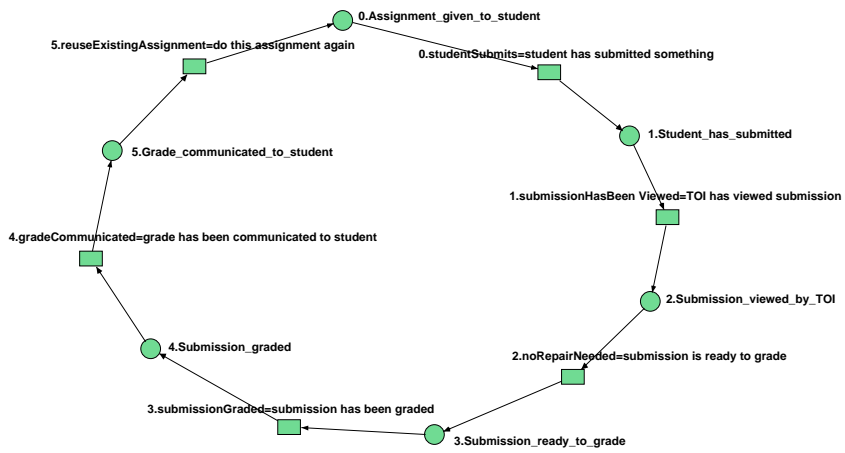 0.Assignment_given_to_student
5.reuseExistingAssignment=do this assignment again
0.studentSubmits=student has submitted something
1.Student_has_submitted
5.Grade_communicated_to_student
1.submissionHasBeen Viewed=TOI has viewed submission
4.gradeCommunicated=grade has been communicated to student
2.Submission_viewed_by_TOI
4.Submission_graded
2.noRepairNeeded=submission is ready to grade
3.submissionGraded=submission has been graded
3.Submission_ready_to_grade